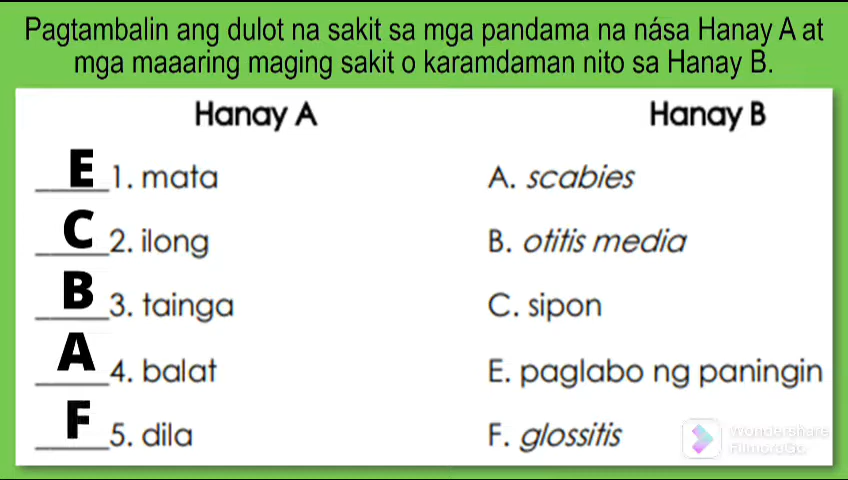 Pagtambalin ang dulot na sakit sa mga pandama na nása Hanay A at
mga maaaring maging sakit o karamdaman nito sa Hanay B.
Hanay A Hanay B
E 1. mata A. scabies
C 2. ilong B. otitis media
B 3. tainga C. sipon
A 4. balat E. paglabo ng paningin
F 5. dila F. glossitis
Wondershare
FilmoraGo